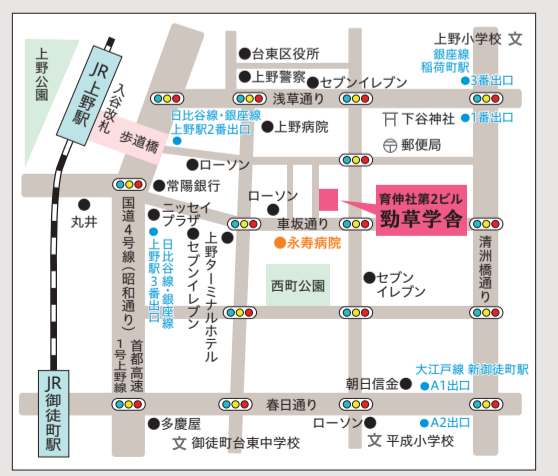 上野公園
JR上野駅
入谷改札
歩道橋
台東区役所
上野警察
セブンイレブン
上野小学校 文
銀座線
稲荷町駅
3番出口
浅草通り
日比谷線・銀座線
上野駅2番出口
上野病院
下谷神社
1番出口
郵便局
ローソン
常陽銀行
丸井
国道4号線(昭和通り)
ニッセイ
プラザ
日比谷線・銀座線
上野駅3番出口
セブンイレブン
上野ターミナルホテル
ローソン
車坂通り
永寿病院
育伸社第2ビル
勁草学舎
清洲橋通り
西町公園
セブン
イレブン
首都高速
1号上野線
JR御徒町駅
春日通り
朝日信金
大江戸線 新御徒町駅
A1出口
多慶屋
ローソン
A2出口
文 御徒町台東中学校
文 平成小学校